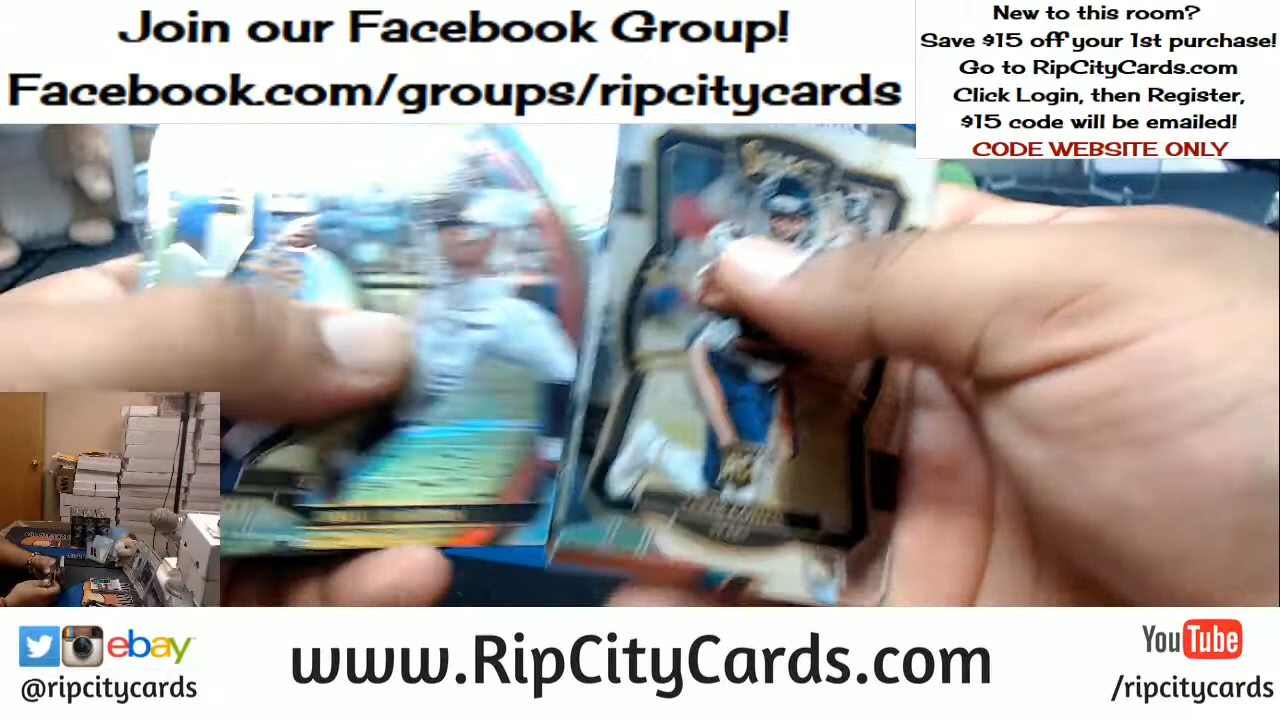 Join our Facebook Group!
Facebook.com/groups/ripcitycards
New to this room?
Save $15 off your 1st purchase!
Go to RipCityCards.com
Click Login, then Register,
$15 code will be emailed!
CODE WEBSITE ONLY
ebay
@ripcitycards
www.RipCityCards.com
YouTube
/ripcitycards